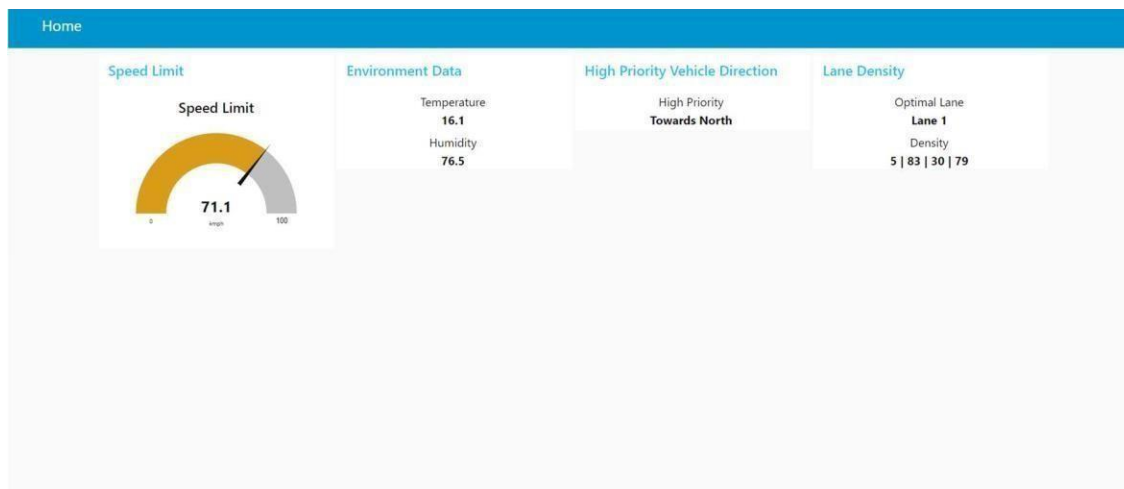 Home
Speed Limit
Speed Limit
71.1
kmph
0
100
Environment Data
Temperature
16.1
Humidity
76.5
High Priority Vehicle Direction
High Priority
Towards North
Lane Density
Optimal Lane
Lane 1
Density
5 | 83 | 30 | 79